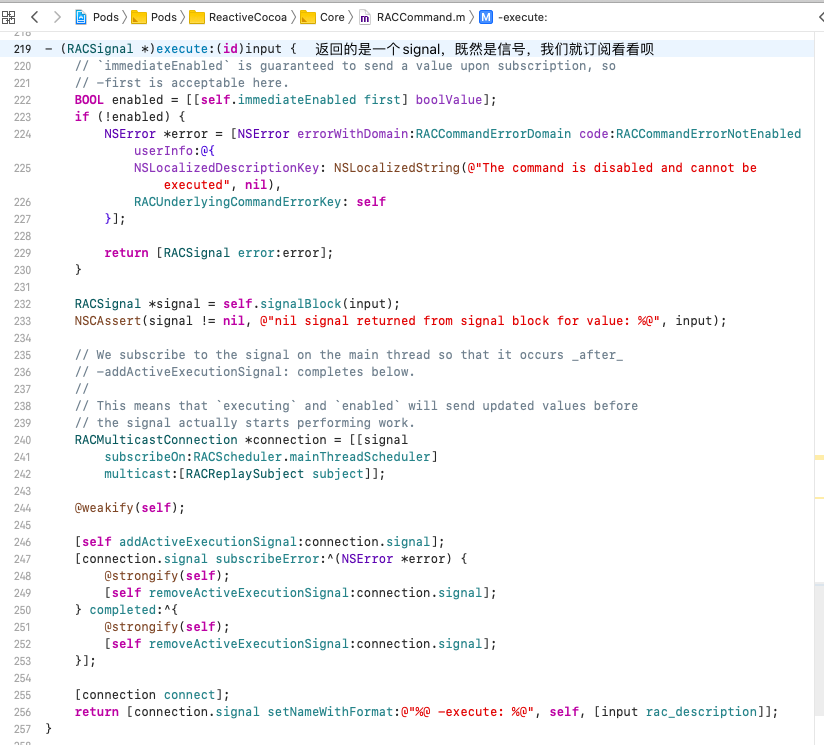 Pods 〉 Pods 〉 ReactiveCocoa 〉 Core 〉 m RACCommand.m 〉 M -execute:
219 - (RACSignal *)execute:(id)input {   返回的是一个signal，既然是信号，我们就订阅看看呗
220     // `immediateEnabled` is guaranteed to send a value upon subscription, so
221     // -first is acceptable here.
222     BOOL enabled = [[self.immediateEnabled first] boolValue];
223     if (!enabled) {
224         NSError *error = [NSError errorWithDomain:RACCommandErrorDomain code:RACCommandErrorNotEnabled
            userInfo:@{
225             NSLocalizedDescriptionKey: NSLocalizedString(@"The command is disabled and cannot be
                executed", nil),
226             RACUnderlyingCommandErrorKey: self
227         }];
228
229         return [RACSignal error:error];
230     }
231
232     RACSignal *signal = self.signalBlock(input);
233     NSCAssert(signal != nil, @"nil signal returned from signal block for value: %@", input);
234
235     // We subscribe to the signal on the main thread so that it occurs _after_
236     // -addActiveExecutionSignal: completes below.
237     //
238     // This means that `executing` and `enabled` will send updated values before
239     // the signal actually starts performing work.
240     RACMulticastConnection *connection = [[signal
241         subscribeOn:RACScheduler.mainThreadScheduler]
242         multicast:[RACReplaySubject subject]];
243
244     @weakify(self);
245
246     [self addActiveExecutionSignal:connection.signal];
247     [connection.signal subscribeError:^(NSError *error) {
248         @strongify(self);
249         [self removeActiveExecutionSignal:connection.signal];
250     } completed:^{
251         @strongify(self);
252         [self removeActiveExecutionSignal:connection.signal];
253     }];
254
255     [connection connect];
256     return [connection.signal setNameWithFormat:@"%@ -execute: %@", self, [input rac_description]];
257 }